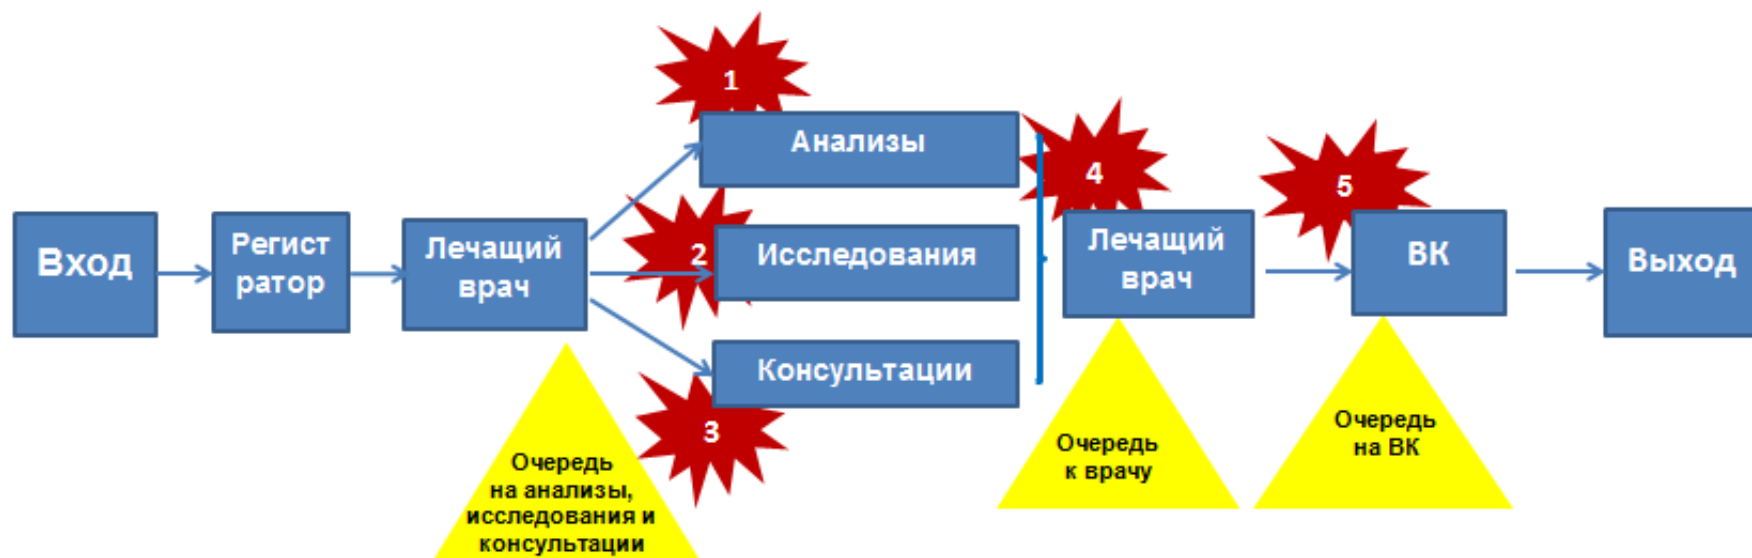 1
Анализы
4
5
Вход
Регист
ратор
Лечащий
врач
2
Исследования
Лечащий
врач
ВК
Выход
Консультации
3
Очередь
на анализы,
исследования и
консультации
Очередь
к врачу
Очередь
на ВК